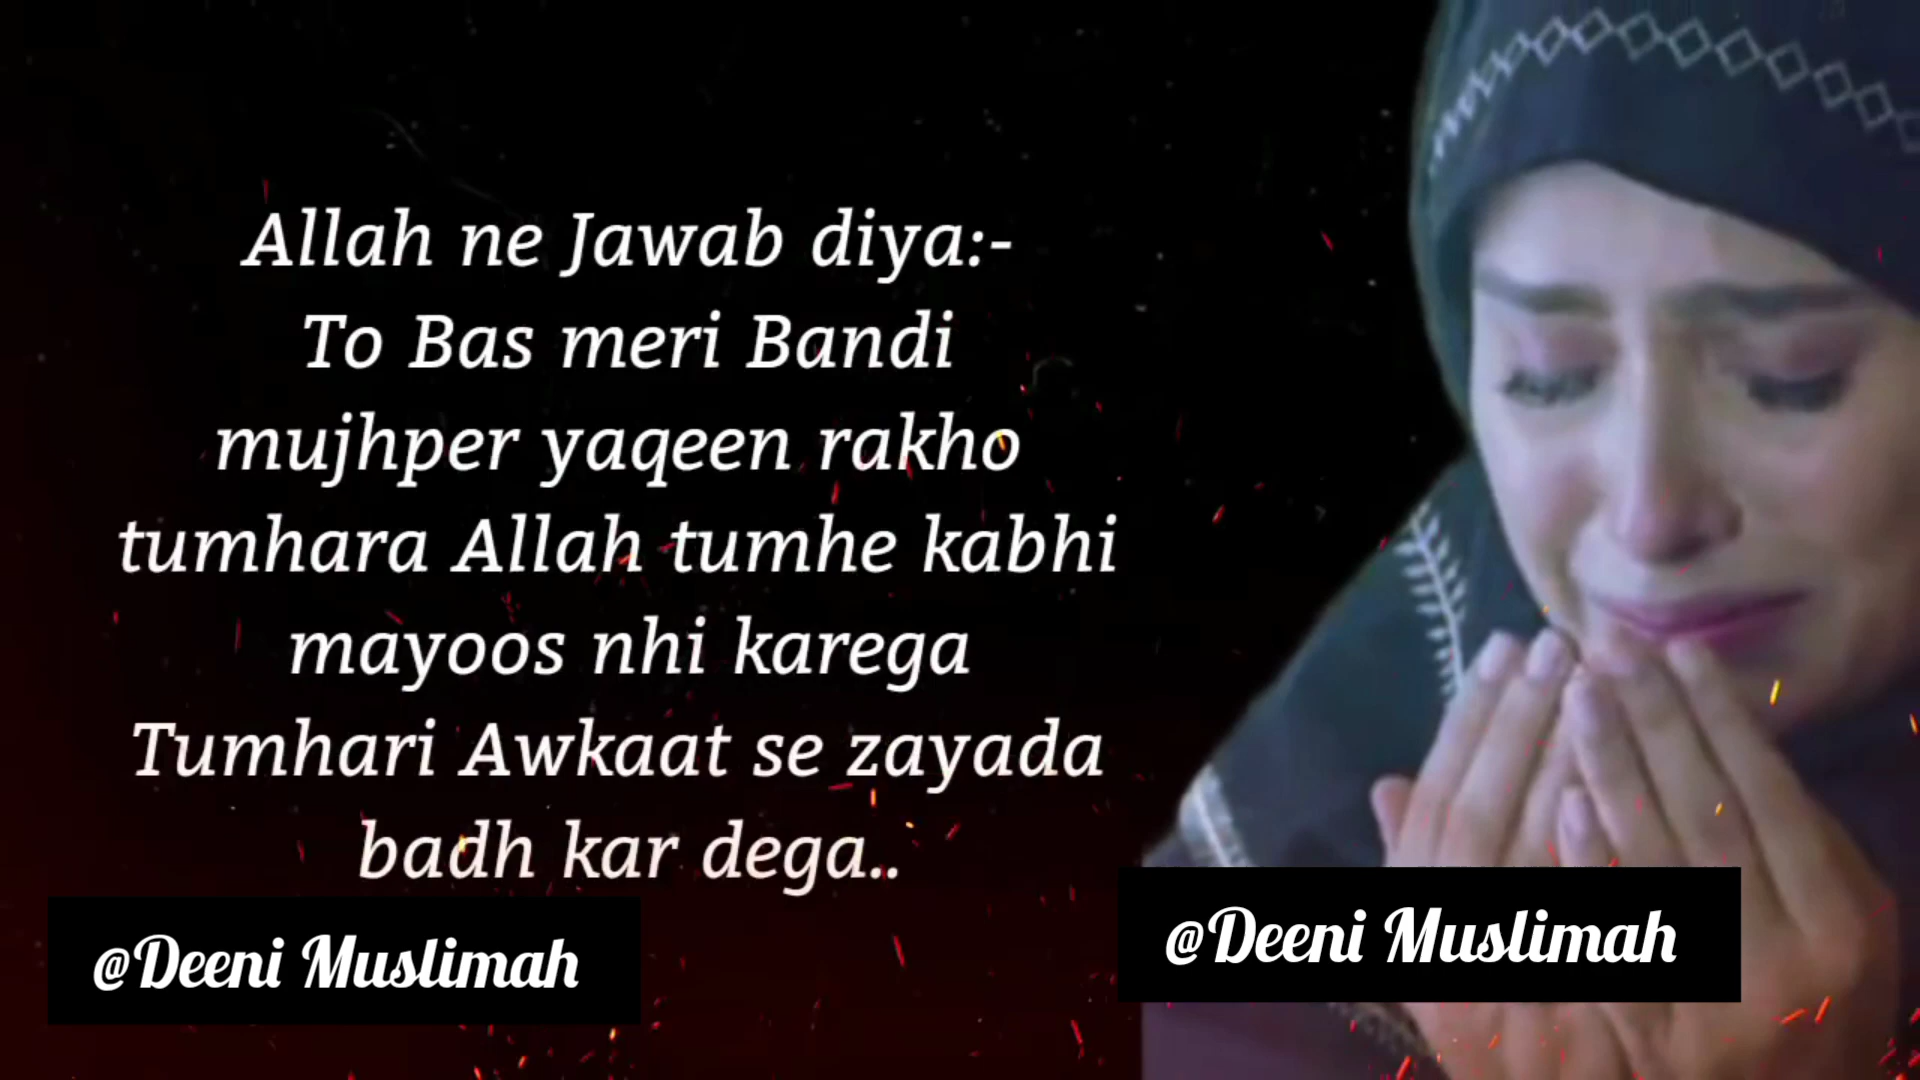 Allah ne Jawab diya:-
To Bas meri Bandi
mujhper yaqeen rakho
tumhara Allah tumhe kabhi
mayoos nhi karega
Tumhari Awkaat se zayada
badh kar dega..
@Deeni Muslimah
@Deeni Muslimah